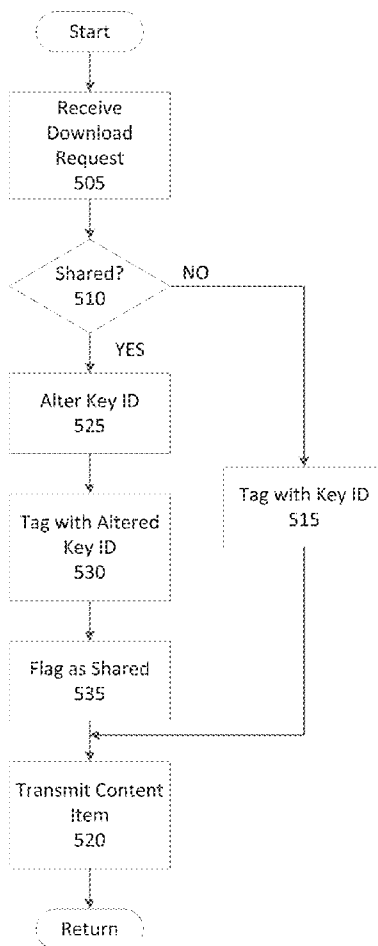 Start
Receive
Download
Request
505
Shared?
510
NO
YES
Alter Key ID
525
Tag with Key ID
515
Tag with Altered
Key ID
530
Flag as Shared
535
Transmit Content
Item
520
Return